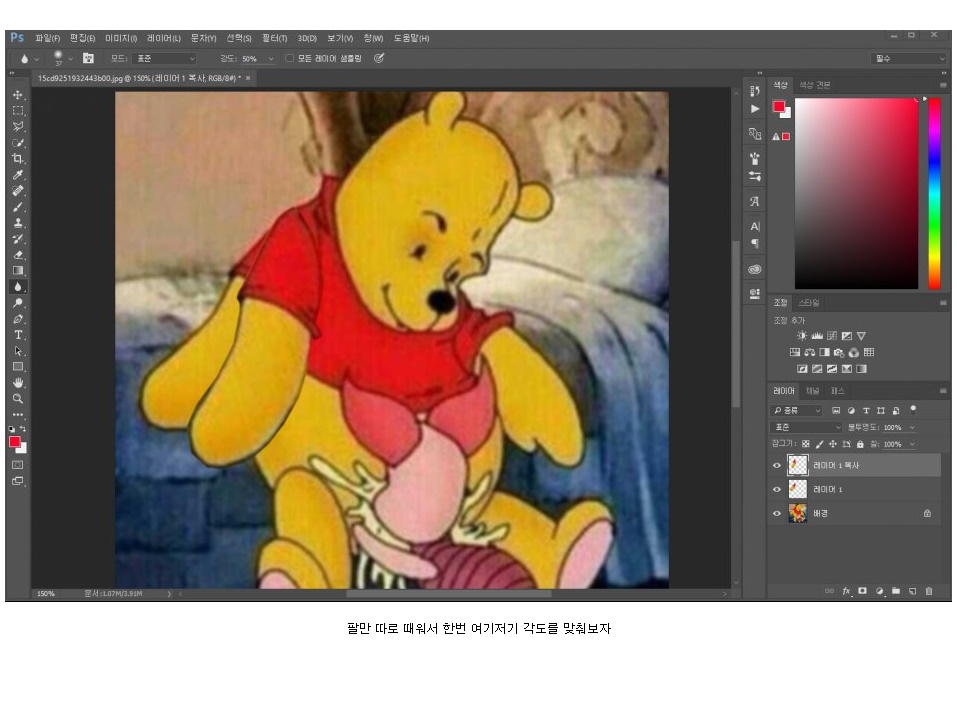 Ps 파일(F) 편집(E) 이미지(I) 레이어(L) 문자(Y) 선택(S) 필터(T) 3D(D) 보기(V) 창(W) 도움말(H)
37 모드: 표준 강도: 50% 모든 레이어 샘플링 필수
15cd9251932443b00.jpg @ 150% (레이어 1 복사, RGB/8#) *
색상 색상 견본
조정 스타일
조정 추가
레이어 채널 패스
종류
표준 불투명도: 100%
잠그기: 칠: 100%
레이어 1 복사
레이어 1
배경
150% 문서:1.07M/3.91M
팔만 따로 때워서 한번 여기저기 각도를 맞춰보자